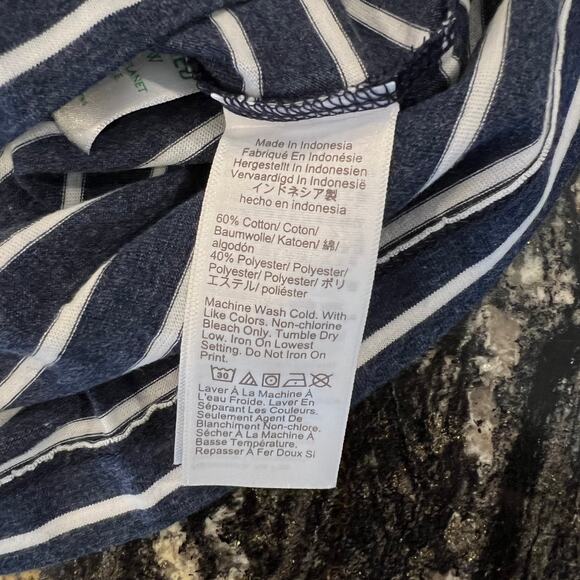 PLANET
Made In Indonesia
Fabriqué En Indonésie
Hergestellt In Indonesien
Vervaardigd In Indonesië
インドネシア製
hecho en indonesia
60% Cotton/ Coton/
Baumwolle/ Katoen/ 綿/
algodón
40% Polyester/ Polyester/
Polyester/ Polyester/ ポリ
エステル/ poliéster
Machine Wash Cold. With
Like Colors. Non-chlorine
Bleach Only. Tumble Dry
Low. Iron On Lowest
Setting. Do Not Iron On
Print.
30
Laver À La Machine À
L'eau Froide. Laver En
Séparant Les Couleurs.
Seulement Agent De
Blanchiment Non-chlore.
Sécher À La Machine À
Basse Température.
Repasser À Fer Doux Si